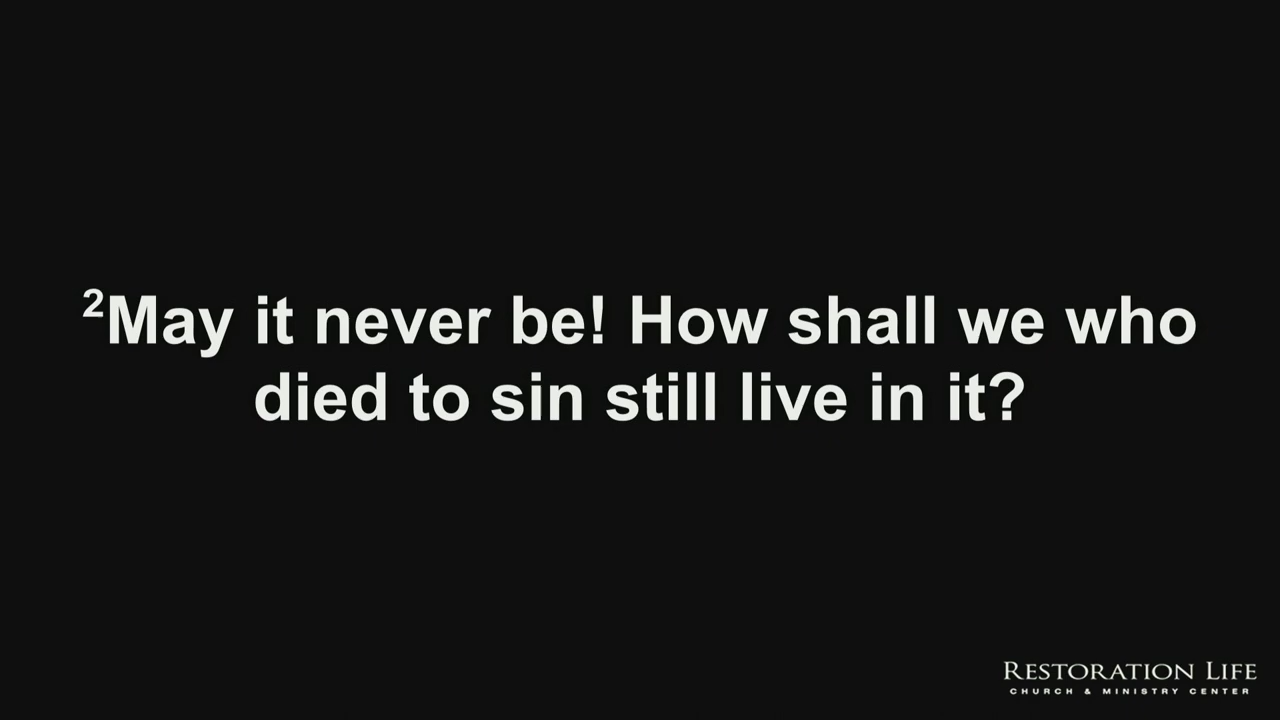 ²May it never be! How shall we who
died to sin still live in it?
RESTORATION LIFE
CHURCH & MINISTRY CENTER